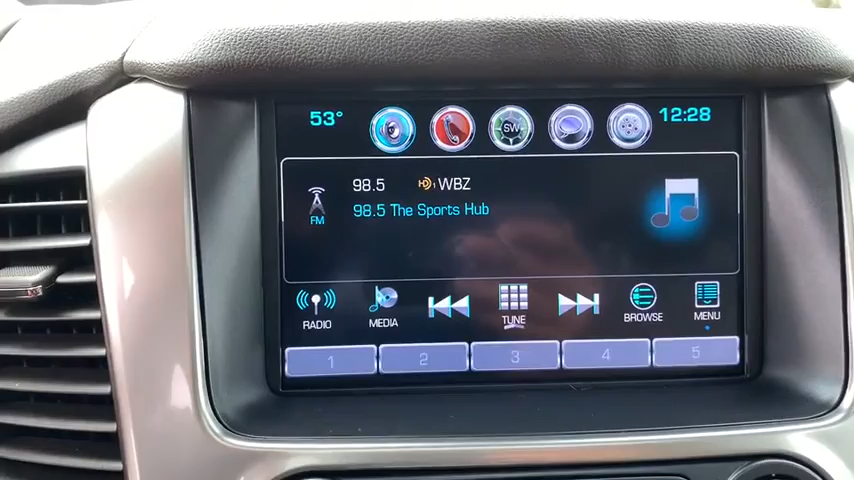 53° SW 12:28
98.5 HD1 WBZ
FM 98.5 The Sports Hub
RADIO MEDIA TUNE BROWSE MENU
1 2 3 4 5